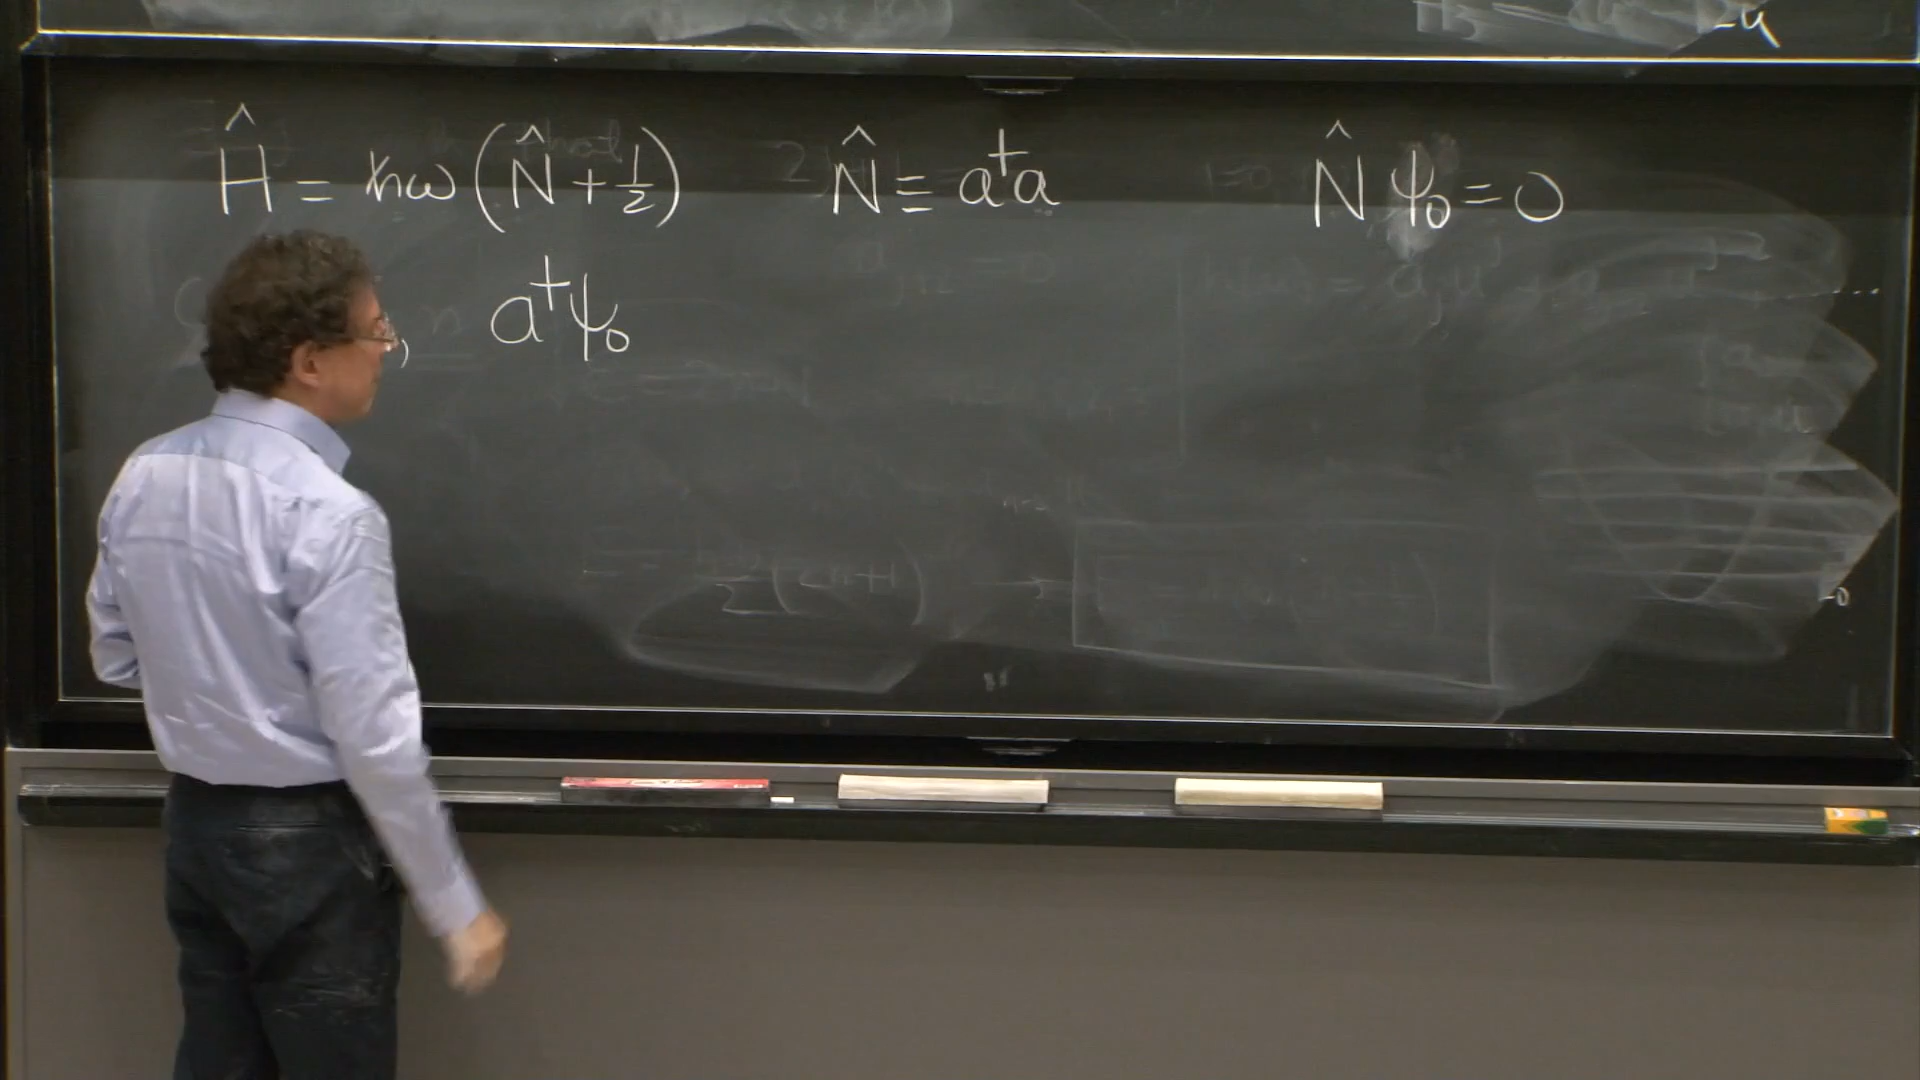 Ĥ = ħω(N̂ + 1/2)    N̂ ≡ a†a    N̂ ψ₀ = 0
, a†ψ₀